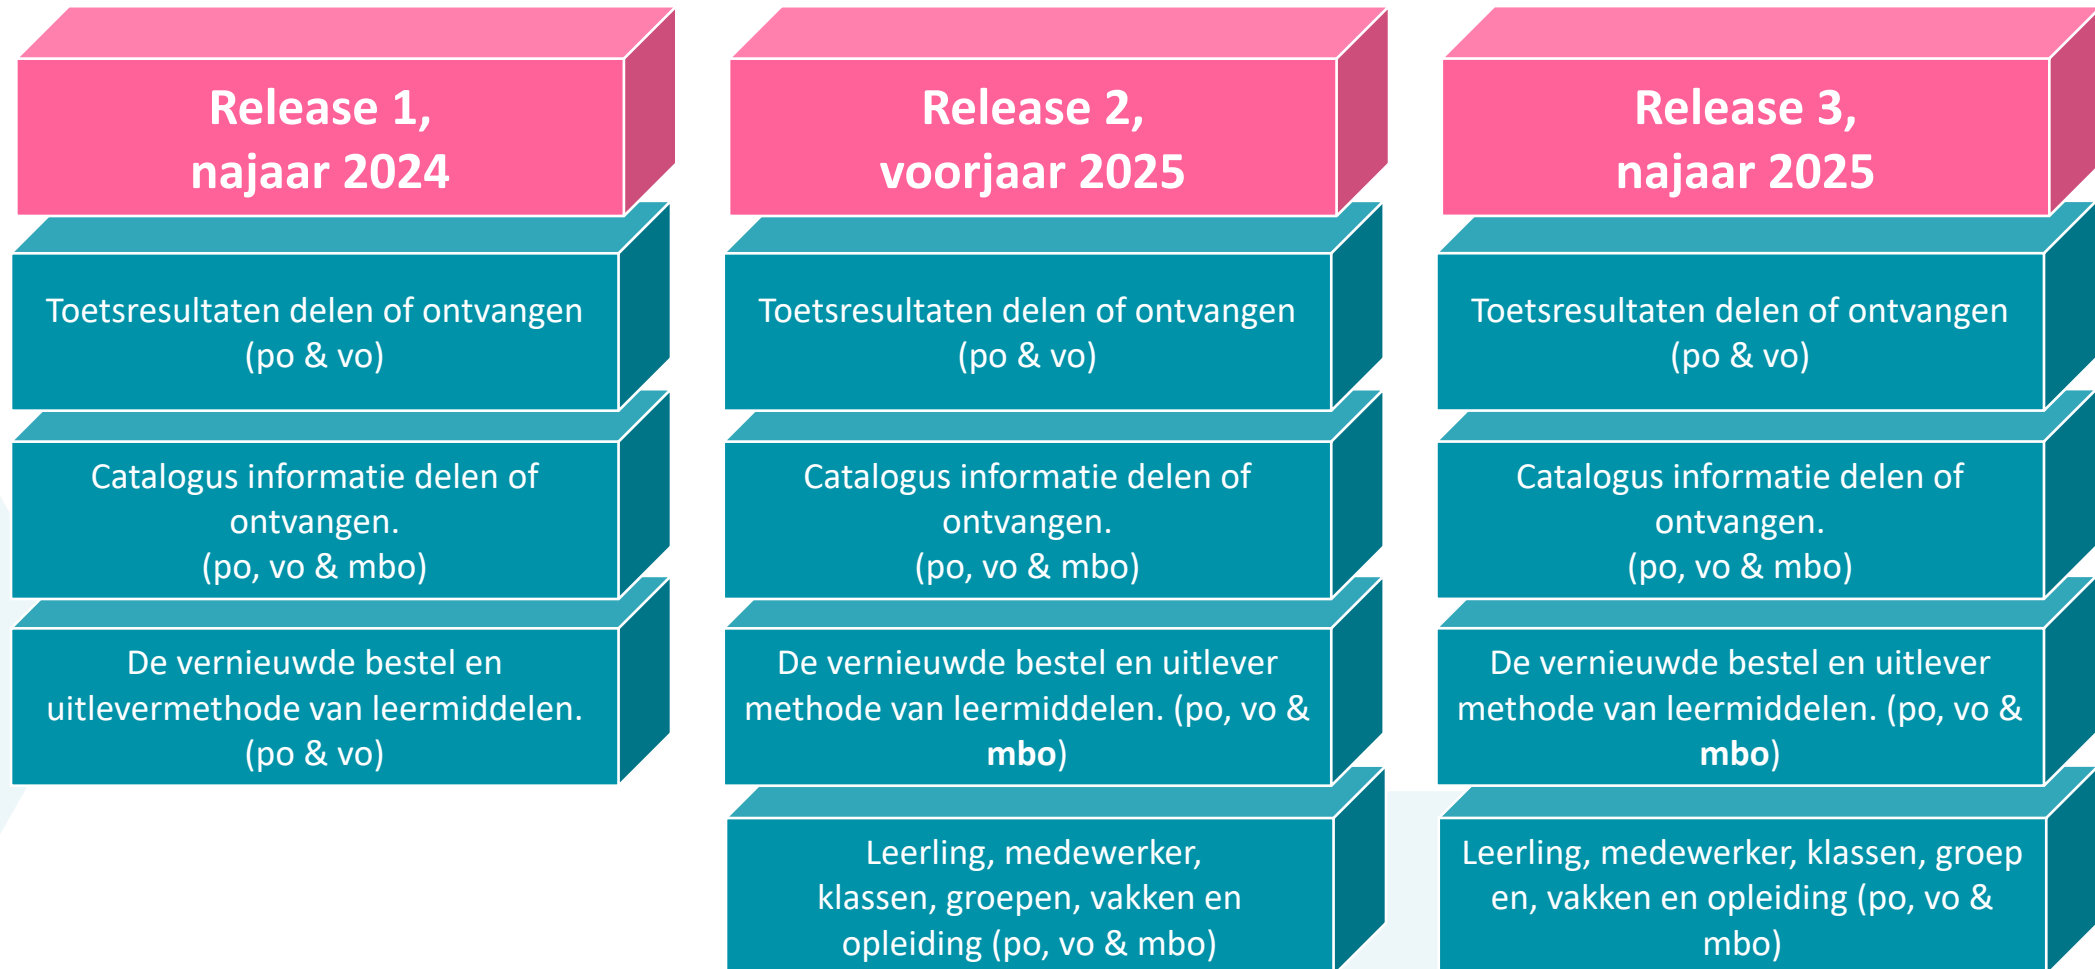 Release 1,
najaar 2024
Toetsresultaten delen of ontvangen
(po & vo)
Catalogus informatie delen of
ontvangen.
(po, vo & mbo)
De vernieuwde bestel en
uitlevermethode van leermiddelen.
(po & vo)
Release 2,
voorjaar 2025
Toetsresultaten delen of ontvangen
(po & vo)
Catalogus informatie delen of
ontvangen.
(po, vo & mbo)
De vernieuwde bestel en uitlever
methode van leermiddelen. (po, vo &
mbo)
Leerling, medewerker,
klassen, groepen, vakken en
opleiding (po, vo & mbo)
Release 3,
najaar 2025
Toetsresultaten delen of ontvangen
(po & vo)
Catalogus informatie delen of
ontvangen.
(po, vo & mbo)
De vernieuwde bestel en uitlever
methode van leermiddelen. (po, vo &
mbo)
Leerling, medewerker, klassen, groep
en, vakken en opleiding (po, vo &
mbo)